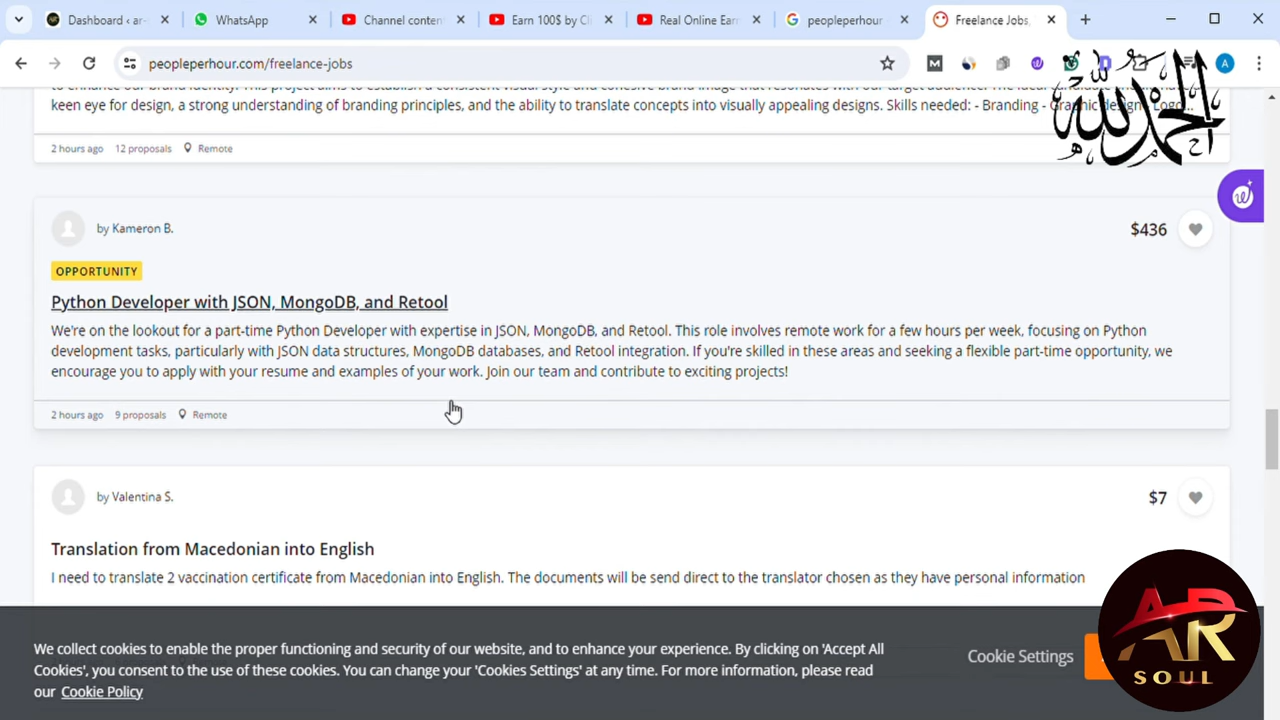 Dashboard ‹ ar-
WhatsApp
Channel conten
Earn 100$ by Cli
Real Online Earn
peopleperhour
Freelance Jobs,
peopleperhour.com/freelance-jobs
A
الحمد لله
keen eye for design, a strong understanding of branding principles, and the ability to translate concepts into visually appealing designs. Skills needed: - Branding - Graphic design - Logo...
2 hours ago 12 proposals Remote
by Kameron B.
$436
OPPORTUNITY
Python Developer with JSON, MongoDB, and Retool
We're on the lookout for a part-time Python Developer with expertise in JSON, MongoDB, and Retool. This role involves remote work for a few hours per week, focusing on Python
development tasks, particularly with JSON data structures, MongoDB databases, and Retool integration. If you're skilled in these areas and seeking a flexible part-time opportunity, we
encourage you to apply with your resume and examples of your work. Join our team and contribute to exciting projects!
2 hours ago 9 proposals Remote
by Valentina S.
$7
Translation from Macedonian into English
I need to translate 2 vaccination certificate from Macedonian into English. The documents will be send direct to the translator chosen as they have personal information
We collect cookies to enable the proper functioning and security of our website, and to enhance your experience. By clicking on 'Accept All
Cookies', you consent to the use of these cookies. You can change your 'Cookies Settings' at any time. For more information, please read
our Cookie Policy
Cookie Settings
AR
SOUL